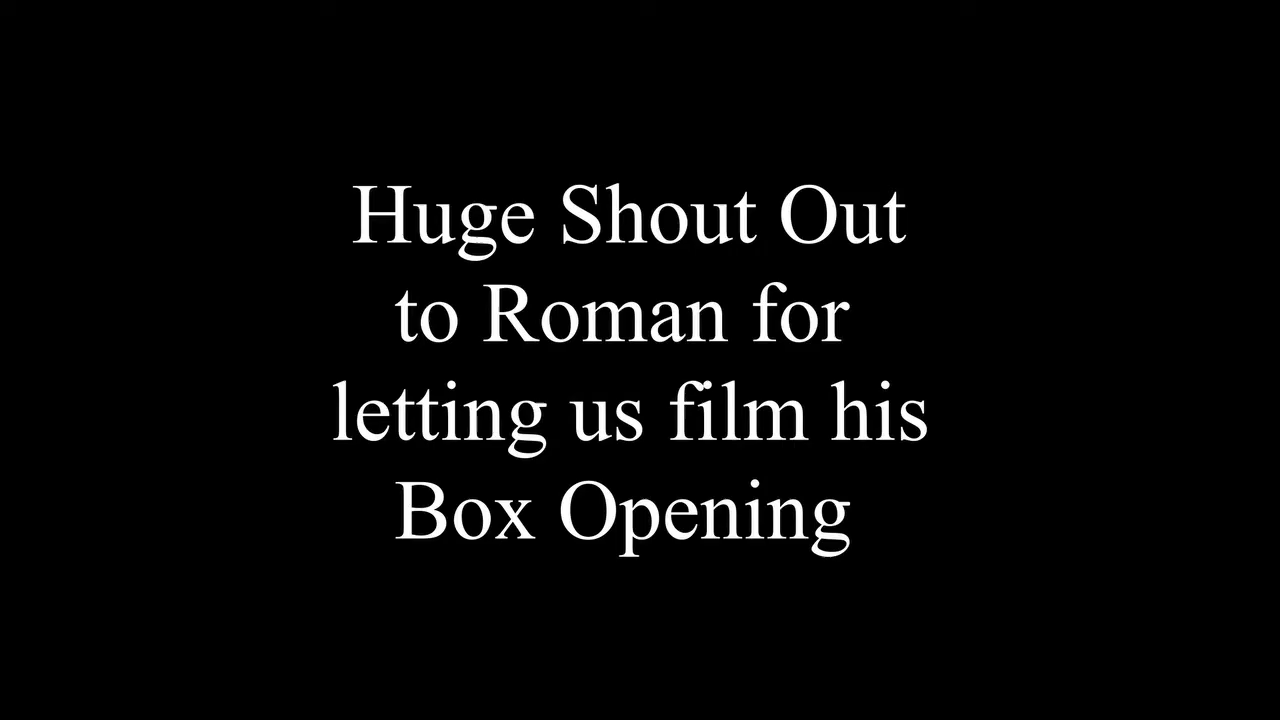 Huge Shout Out
to Roman for
letting us film his
Box Opening